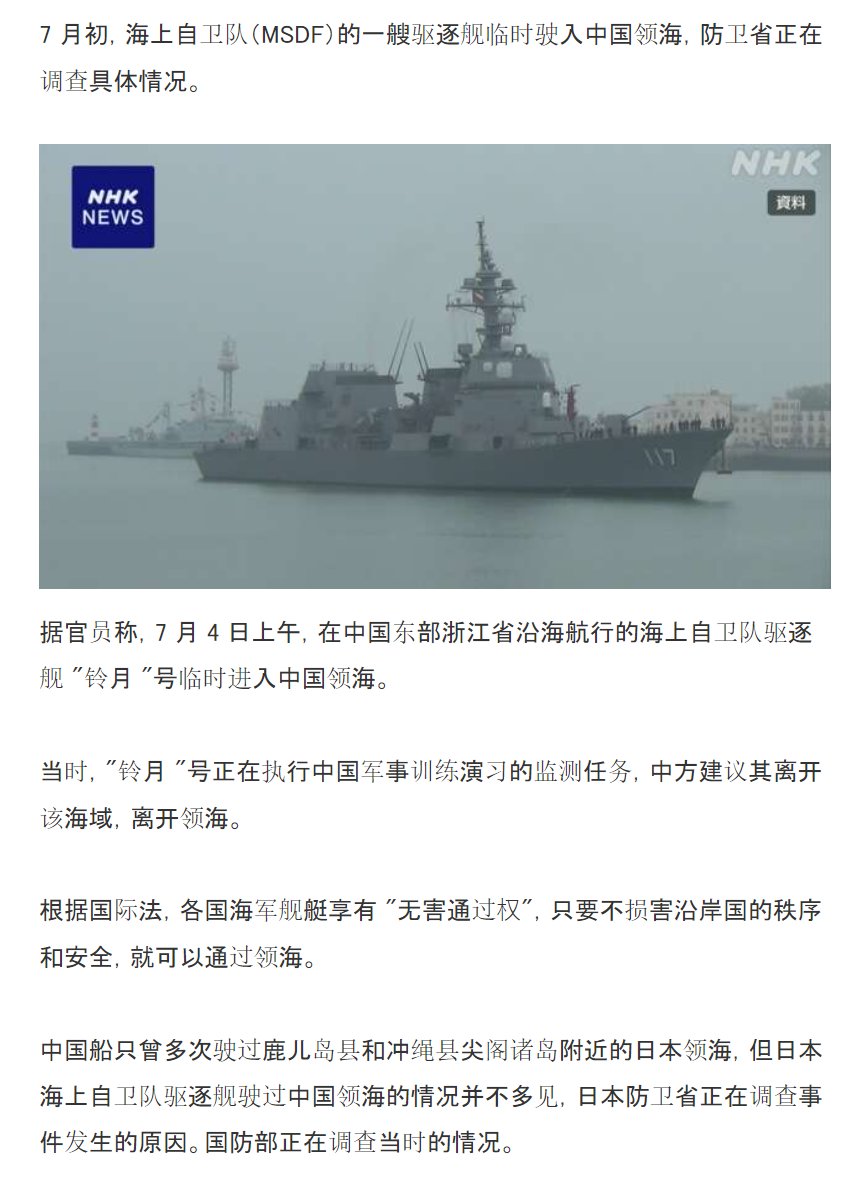 7 月初, 海上自卫队(MSDF)的一艘驱逐舰临时驶入中国领海, 防卫省正在
调查具体情况。
NHK
NHK
NEWS
資料
117
据官员称, 7 月 4 日上午, 在中国东部浙江省沿海航行的海上自卫队驱逐
舰 "铃月 "号临时进入中国领海。
当时, "铃月 "号正在执行中国军事训练演习的监测任务, 中方建议其离开
该海域, 离开领海。
根据国际法, 各国海军舰艇享有 "无害通过权", 只要不损害沿岸国的秩序
和安全, 就可以通过领海。
中国船只曾多次驶过鹿儿岛县和冲绳县尖阁诸岛附近的日本领海, 但日本
海上自卫队驱逐舰驶过中国领海的情况并不多见, 日本防卫省正在调查事
件发生的原因。国防部正在调查当时的情况。